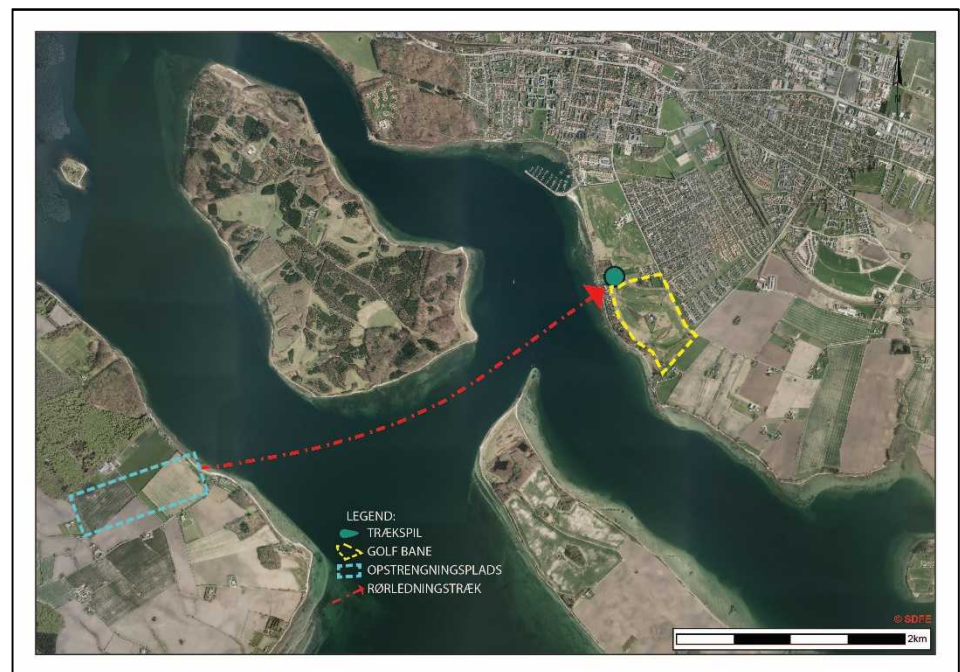 LEGEND:
TRÆKSPIL
GOLF BANE
OPSTRENGNINGSPLADS
RØRLEDNINGSTRÆK
© SDFE
2km